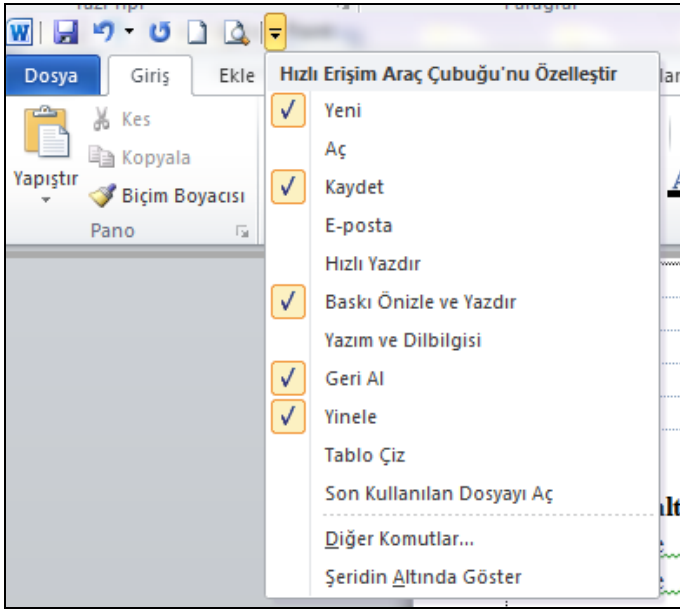 W
Dosya Giriş Ekle
Hızlı Erişim Araç Çubuğu'nu Özelleştir
Yeni
Aç
Kaydet
E-posta
Hızlı Yazdır
Baskı Önizle ve Yazdır
Yazım ve Dilbilgisi
Geri Al
Yinele
Tablo Çiz
Son Kullanılan Dosyayı Aç
Diğer Komutlar...
Şeridin Altında Göster
Kes
Kopyala
Yapıştır
Biçim Boyacısı
Pano